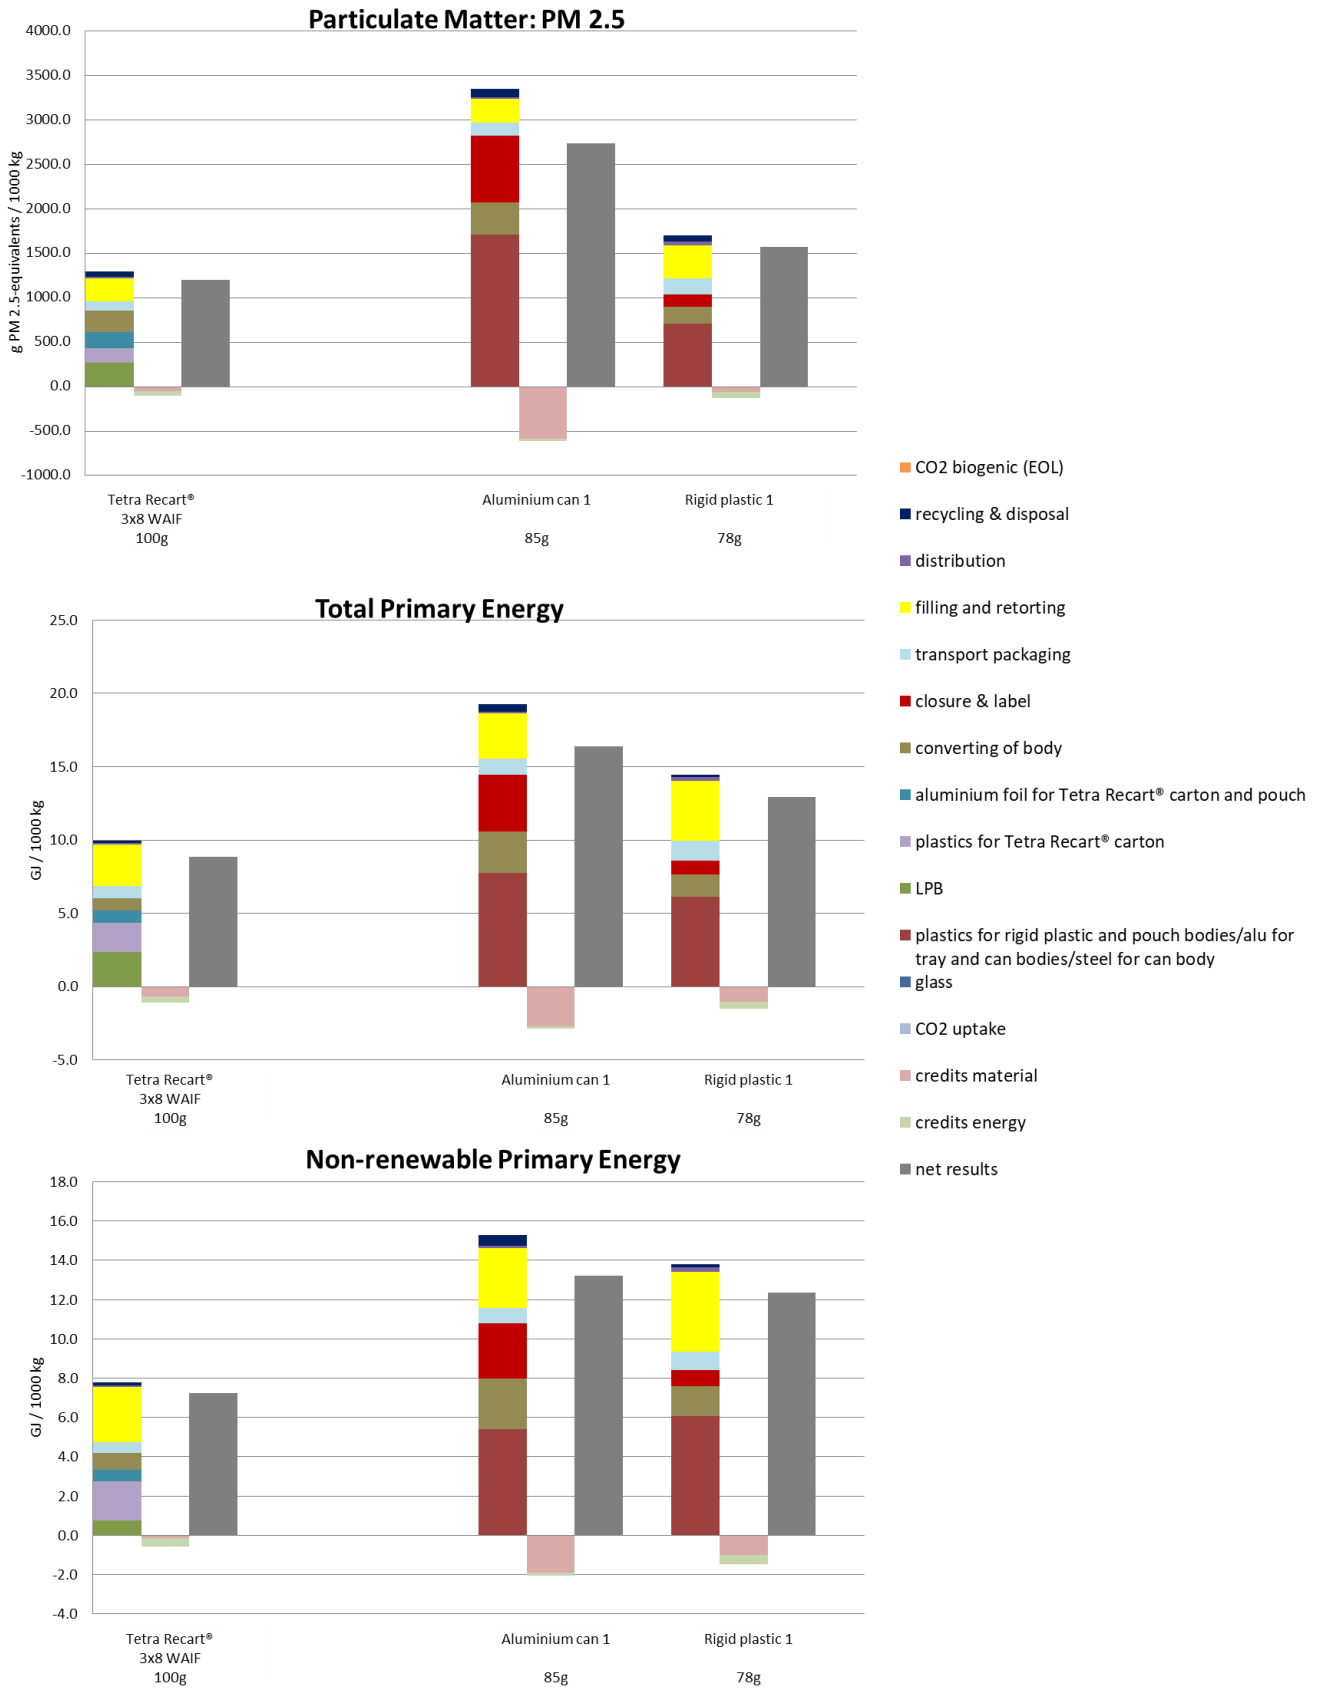 Particulate Matter: PM 2.5
4000.0
3500.0
3000.0
2500.0
2000.0
1500.0
1000.0
500.0
0.0
-500.0
-1000.0
g PM 2.5-equivalents / 1000 kg
Tetra Recart®
3x8 WAIF
100g
Aluminium can 1
85g
Rigid plastic 1
78g
Total Primary Energy
25.0
20.0
15.0
10.0
5.0
0.0
-5.0
GJ / 1000 kg
Tetra Recart®
3x8 WAIF
100g
Aluminium can 1
85g
Rigid plastic 1
78g
Non-renewable Primary Energy
18.0
16.0
14.0
12.0
10.0
8.0
6.0
4.0
2.0
0.0
-2.0
-4.0
GJ / 1000 kg
Tetra Recart®
3x8 WAIF
100g
Aluminium can 1
85g
Rigid plastic 1
78g
CO2 biogenic (EOL)
recycling & disposal
distribution
filling and retorting
transport packaging
closure & label
converting of body
aluminium foil for Tetra Recart® carton and pouch
plastics for Tetra Recart® carton
LPB
plastics for rigid plastic and pouch bodies/alu for
tray and can bodies/steel for can body
glass
CO2 uptake
credits material
credits energy
net results